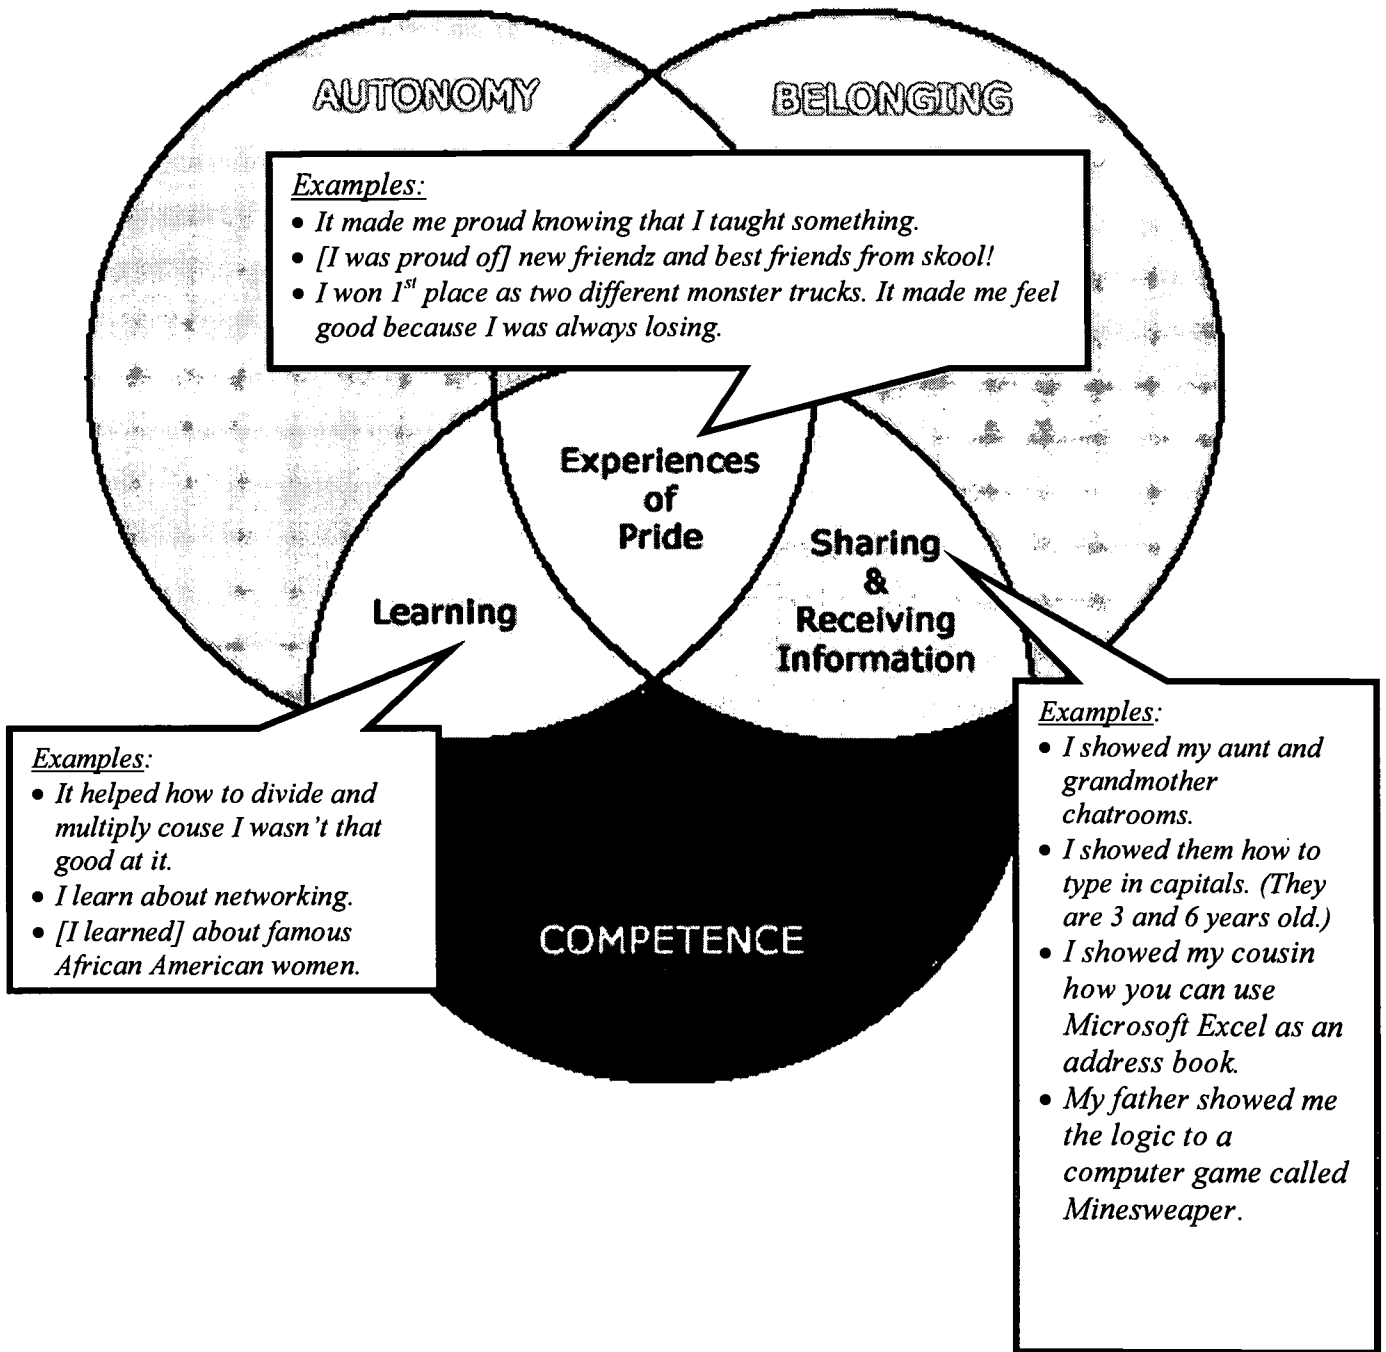 AUTONOMY
BELONGING
Examples:
• It made me proud knowing that I taught something.
• [I was proud of] new friendz and best friends from skool!
• I won 1st place as two different monster trucks. It made me feel
good because I was always losing.
Experiences
of
Pride
Sharing
&
Receiving
Information
Learning
Examples:
• It helped how to divide and
multiply couse I wasn't that
good at it.
• I learn about networking.
• [I learned] about famous
African American women.
COMPETENCE
Examples:
• I showed my aunt and
grandmother
chatrooms.
• I showed them how to
type in capitals. (They
are 3 and 6 years old.)
• I showed my cousin
how you can use
Microsoft Excel as an
address book.
• My father showed me
the logic to a
computer game called
Minesweaper.